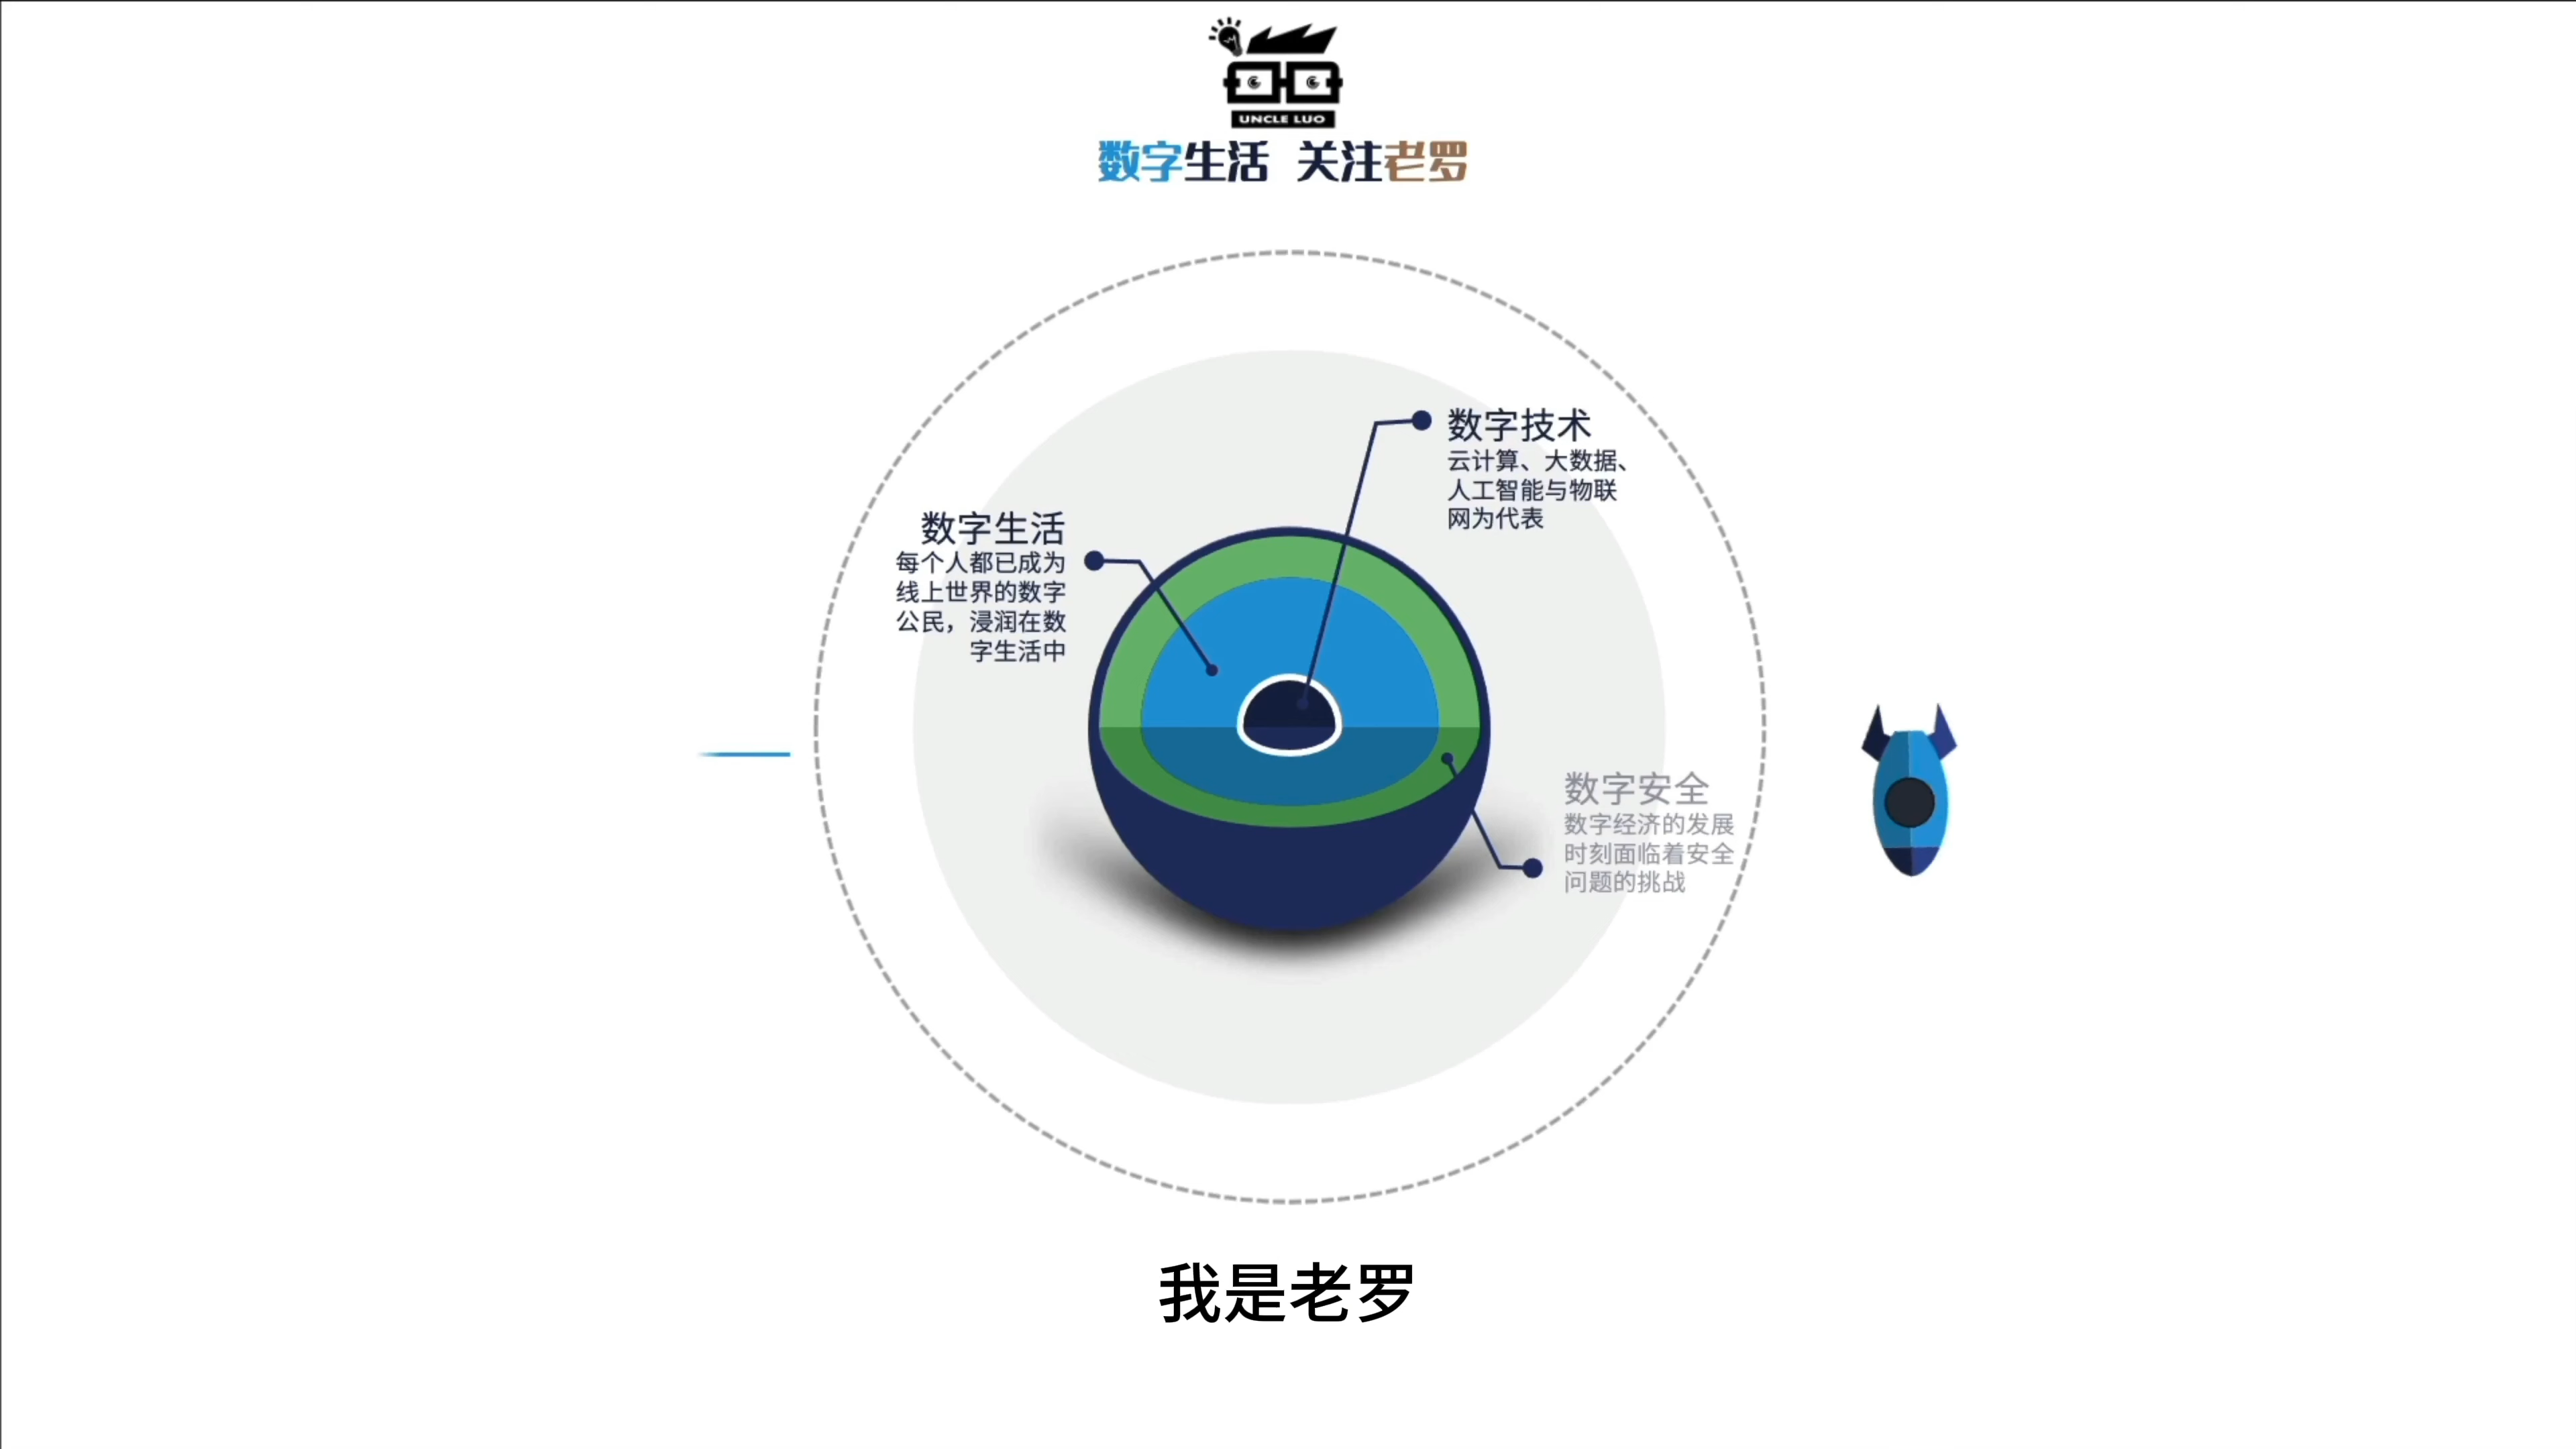 UNCLE LUO
数字生活 关注老罗
数字技术
云计算、大数据、
人工智能与物联
网为代表
数字生活
每个人都已成为
线上世界的数字
公民，浸润在数
字生活中
数字安全
数字经济的发展
时刻面临着安全
问题的挑战
我是老罗